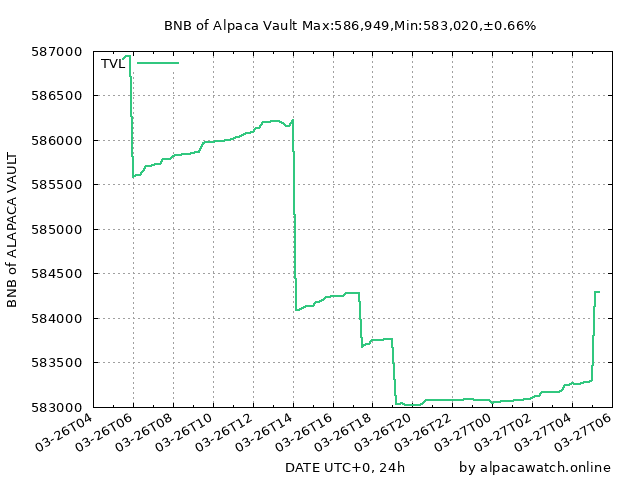 BNB of Alpaca Vault Max:586,949,Min:583,020,±0.66%
587000
586500
586000
585500
585000
584500
584000
583500
583000
TVL
BNB of ALAPACA VAULT
03-26T04
03-26T06
03-26T08
03-26T10
03-26T12
03-26T14
03-26T16
03-26T18
03-26T20
03-26T22
03-27T00
03-27T02
03-27T04
03-27T06
DATE UTC+0, 24h
by alpacawatch.online